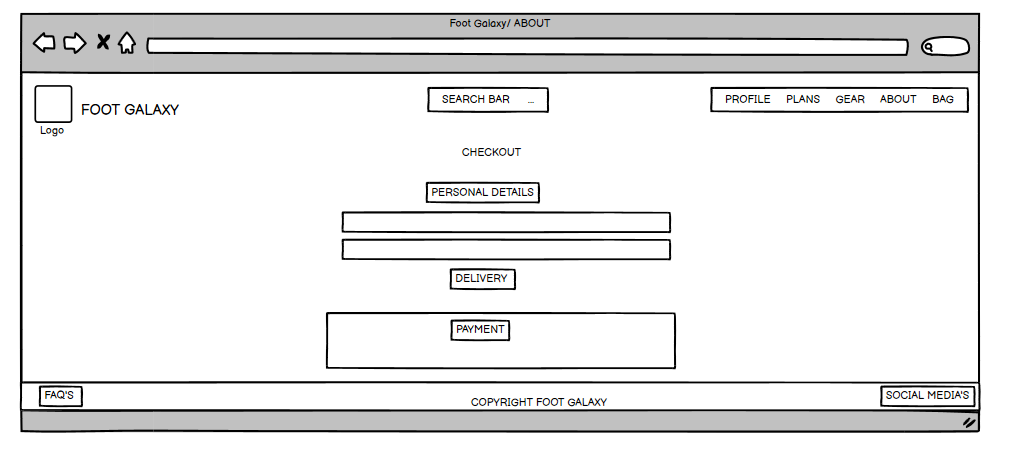 Foot Galaxy/ ABOUT
FOOT GALAXY
Logo
SEARCH BAR ...
PROFILE PLANS GEAR ABOUT BAG
CHECKOUT
PERSONAL DETAILS
DELIVERY
PAYMENT
FAQ'S
COPYRIGHT FOOT GALAXY
SOCIAL MEDIA'S